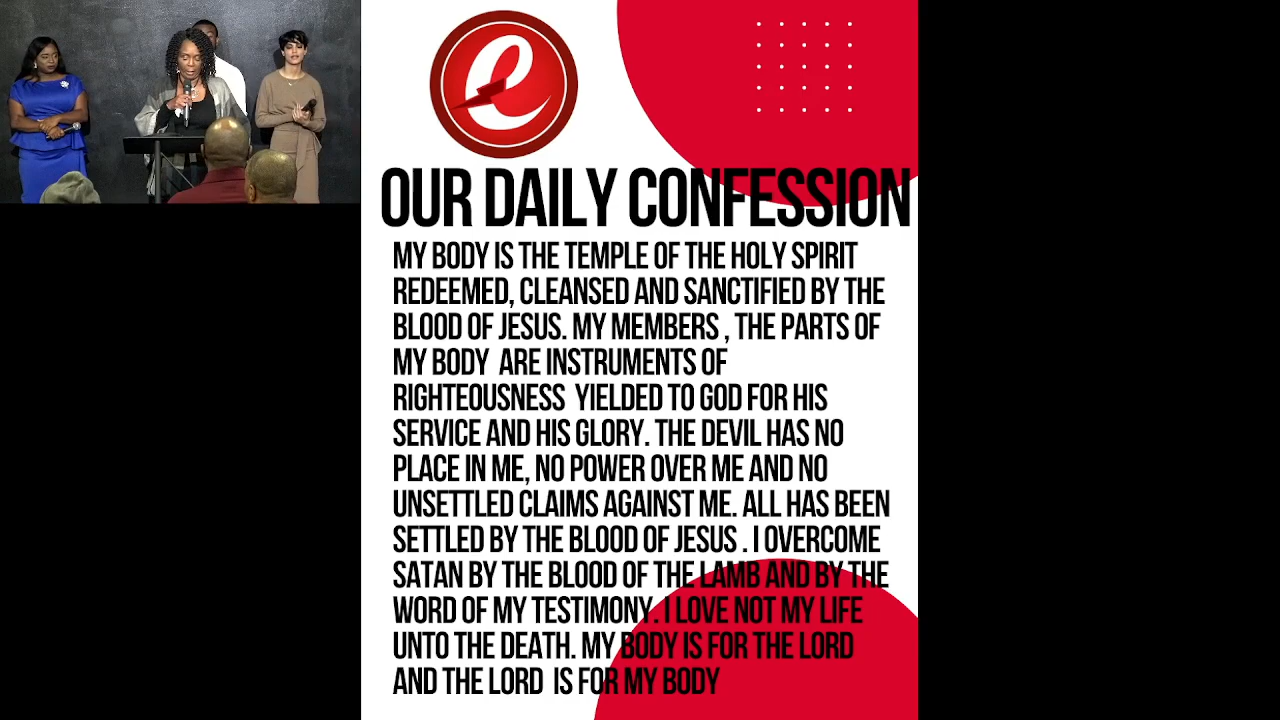 e
OUR DAILY CONFESSION
MY BODY IS THE TEMPLE OF THE HOLY SPIRIT
REDEEMED, CLEANSED AND SANCTIFIED BY THE
BLOOD OF JESUS. MY MEMBERS , THE PARTS OF
MY BODY  ARE INSTRUMENTS OF
RIGHTEOUSNESS  YIELDED TO GOD FOR HIS
SERVICE AND HIS GLORY. THE DEVIL HAS NO
PLACE IN ME, NO POWER OVER ME AND NO
UNSETTLED CLAIMS AGAINST ME. ALL HAS BEEN
SETTLED BY THE BLOOD OF JESUS . I OVERCOME
SATAN BY THE BLOOD OF THE LAMB AND BY THE
WORD OF MY TESTIMONY. I LOVE NOT MY LIFE
UNTO THE DEATH. MY BODY IS FOR THE LORD
AND THE LORD  IS FOR MY BODY